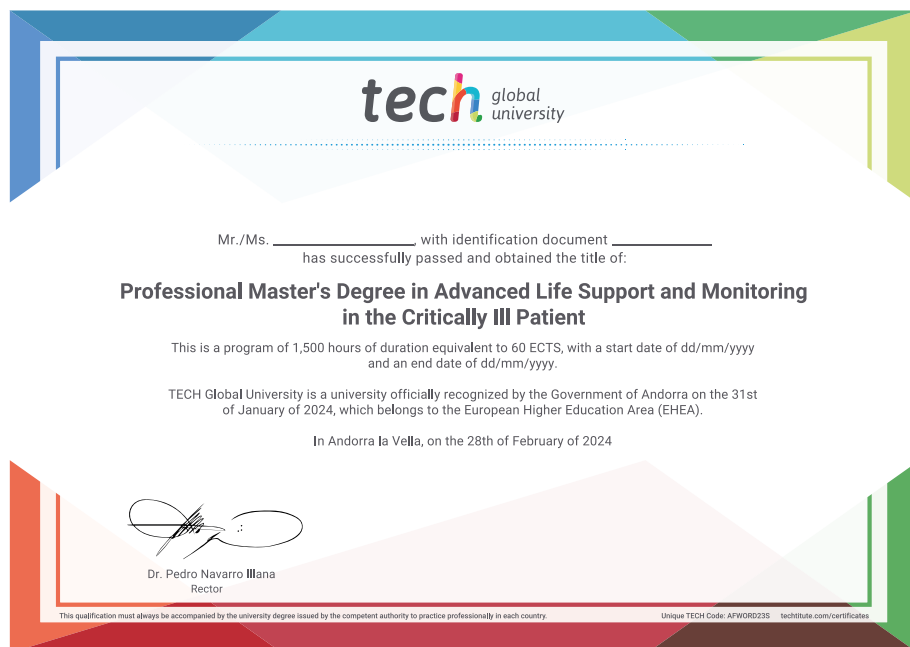 tech global
university
Mr./Ms. ____________, with identification document ____________
has successfully passed and obtained the title of:
Professional Master's Degree in Advanced Life Support and Monitoring
in the Critically Ill Patient
This is a program of 1,500 hours of duration equivalent to 60 ECTS, with a start date of dd/mm/yyyy
and an end date of dd/mm/yyyy.
TECH Global University is a university officially recognized by the Government of Andorra on the 31st
of January of 2024, which belongs to the European Higher Education Area (EHEA).
In Andorra la Vella, on the 28th of February of 2024
Dr. Pedro Navarro Illana
Rector
This qualification must always be accompanied by the university degree issued by the competent authority to practice professionally in each country.
Unique TECH Code: AFWORD23S techtitute.com/certificates